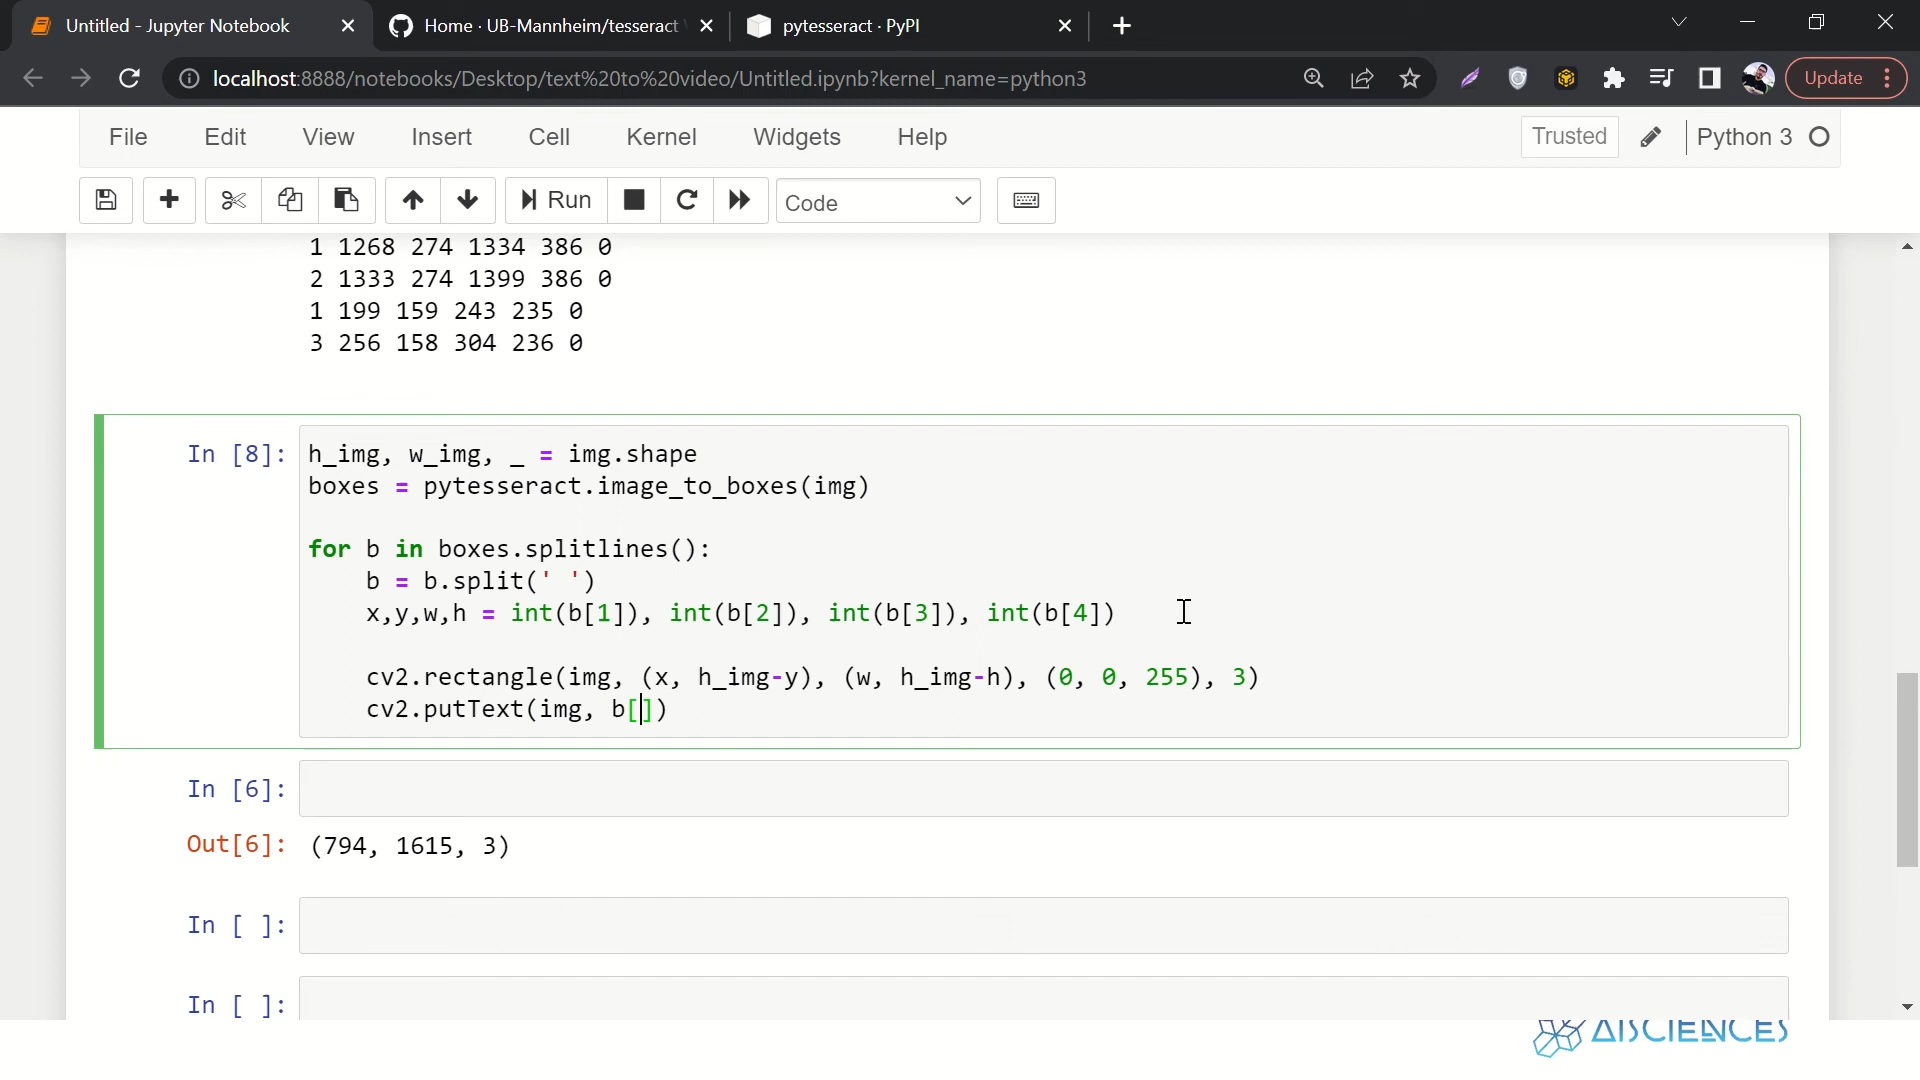 Untitled - Jupyter Notebook
Home · UB-Mannheim/tesseract
pytesseract · PyPI
localhost:8888/notebooks/Desktop/text%20to%20video/Untitled.ipynb?kernel_name=python3
Update
File Edit View Insert Cell Kernel Widgets Help
Trusted
Python 3
Run
Code
1 1268 274 1334 386 0
2 1333 274 1399 386 0
1 199 159 243 235 0
3 256 158 304 236 0
In [8]: h_img, w_img, _ = img.shape
boxes = pytesseract.image_to_boxes(img)
for b in boxes.splitlines():
b = b.split(' ')
x,y,w,h = int(b[1]), int(b[2]), int(b[3]), int(b[4])
cv2.rectangle(img, (x, h_img-y), (w, h_img-h), (0, 0, 255), 3)
cv2.putText(img, b[])
In [6]:
Out[6]: (794, 1615, 3)
In [ ]:
In [ ]:
AISCIENCES